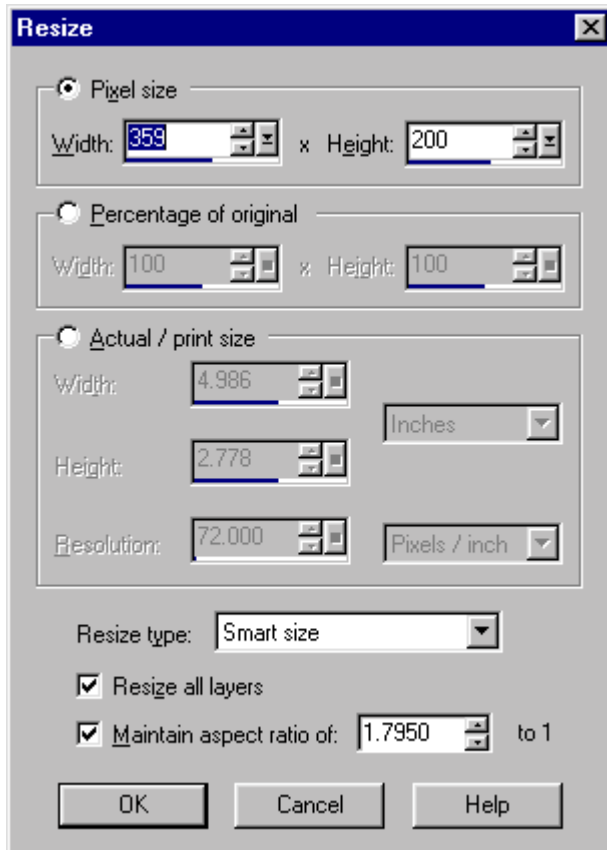 Resize
Pixel size
Width: 359 x Height: 200
Percentage of original
Width: 100 x Height: 100
Actual / print size
Width: 4.986
Inches
Height: 2.778
Resolution: 72.000 Pixels / inch
Resize type: Smart size
Resize all layers
Maintain aspect ratio of: 1.7950 to 1
OK Cancel Help